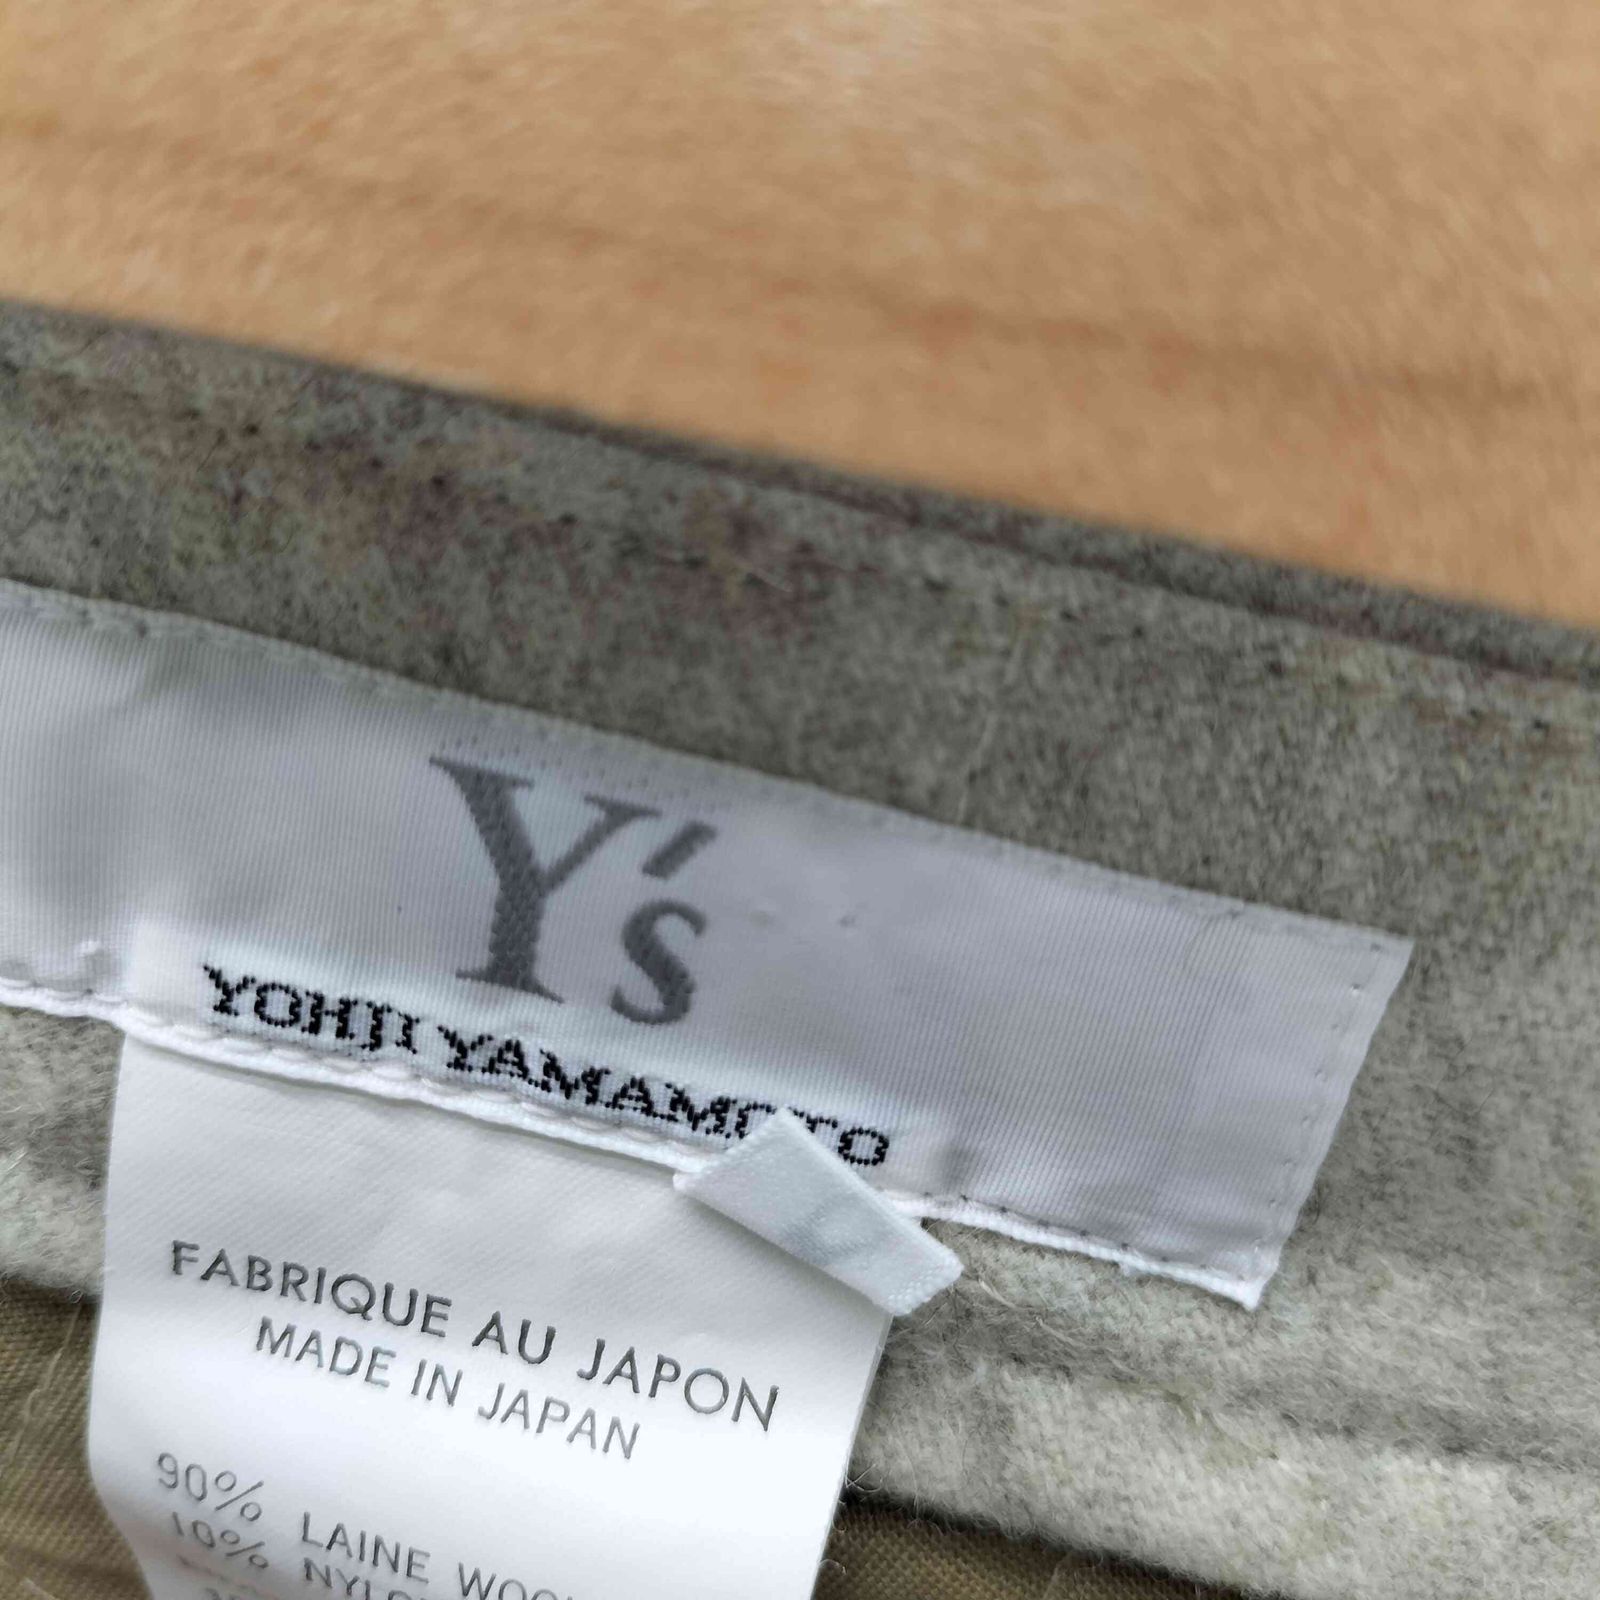 Y's
YOHJI YAMAMOTO
FABRIQUE AU JAPON
MADE IN JAPAN
90% LAINE
10%